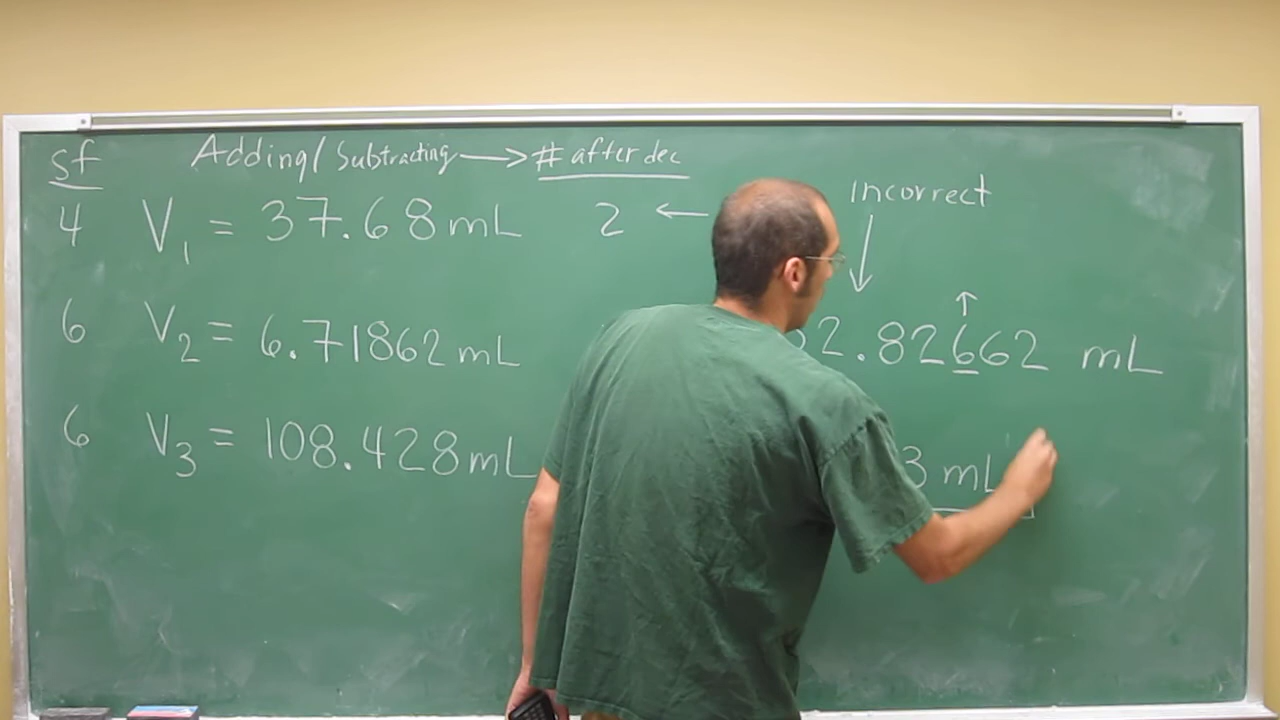 sf Adding/Subtracting → # after dec
incorrect
4 V₁ = 37.68 mL 2 ←
↓ ↑
6 V₂ = 6.71862 mL 2.82662 mL
6 V₃ = 108.428 mL 3 mL